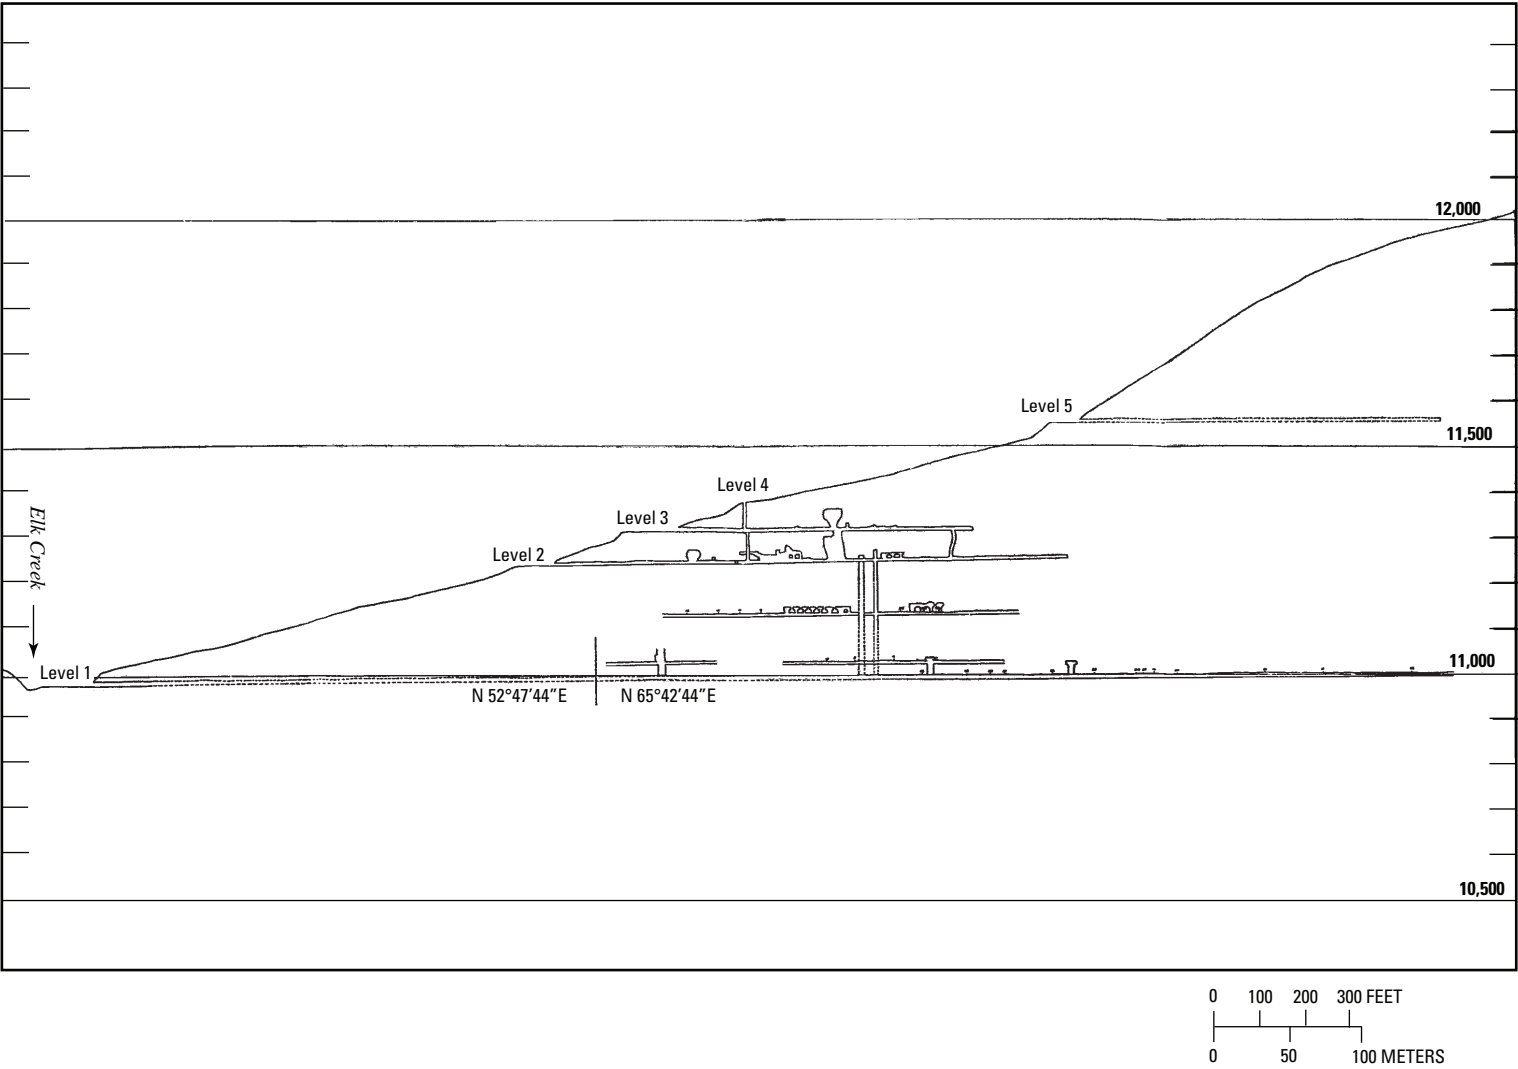 12,000
Level 5
11,500
Level 4
Level 3
Level 2
Elk Creek
Level 1
11,000
N 52°47′44″E
N 65°42′44″E
10,500
0 100 200 300 FEET
0 50 100 METERS